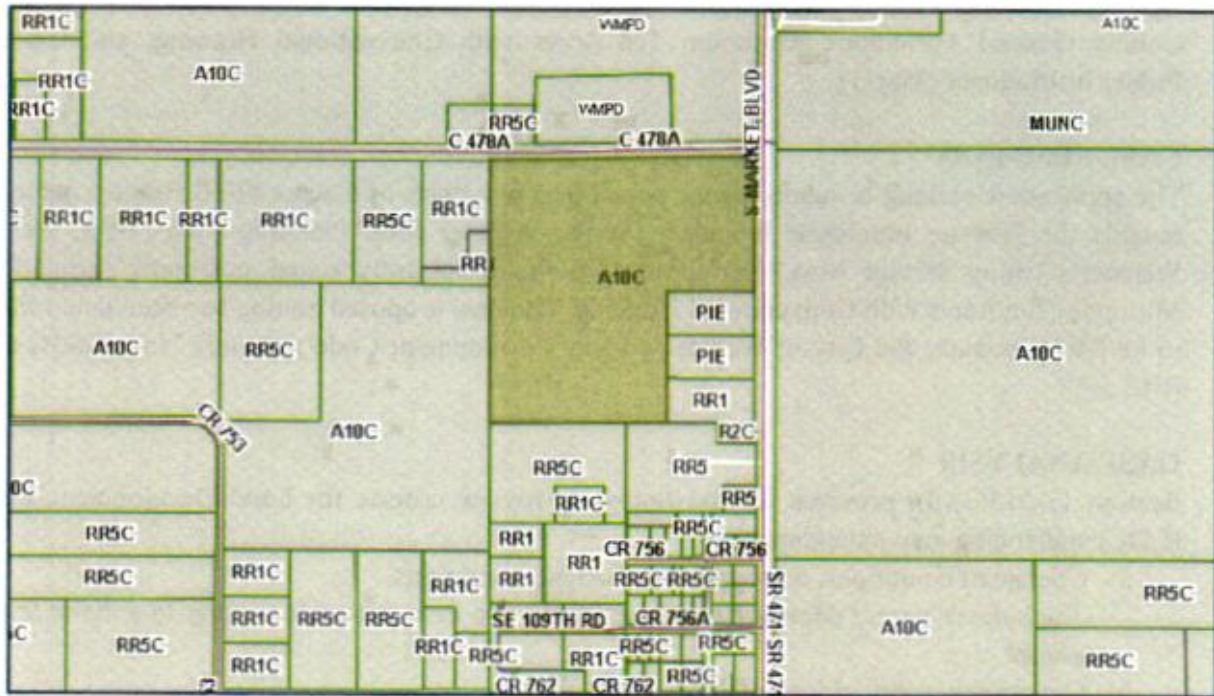 RR1C
WMPD
A10C
RR1C
A10C
RR1C
RR5C
WMPD
MUNC
C 478A
C 478A
S MARKET BLVD
RR1C
RR1C
RR1C
RR1C
RR5C
RR1C
A10C
PIE
PIE
A10C
RR5C
A10C
RR1
CR 753
A10C
R2C
RR5C
RR5
RR5
RR1C
RR5C
RR5C
RR1
CR 756
CR 756
RR1
RR5C
RR1C
RR1C
RR1
RR5C
RR5C
RR5C
RR1C
RR5C
RR5C
SE 109TH RD
CR 756A
SR 471
A10C
RR5C
RR1C
RR5C
RR1C
RR5C
RR5C
RR5C
RR5C
RR1C
CR 762
CR 762
RR5C